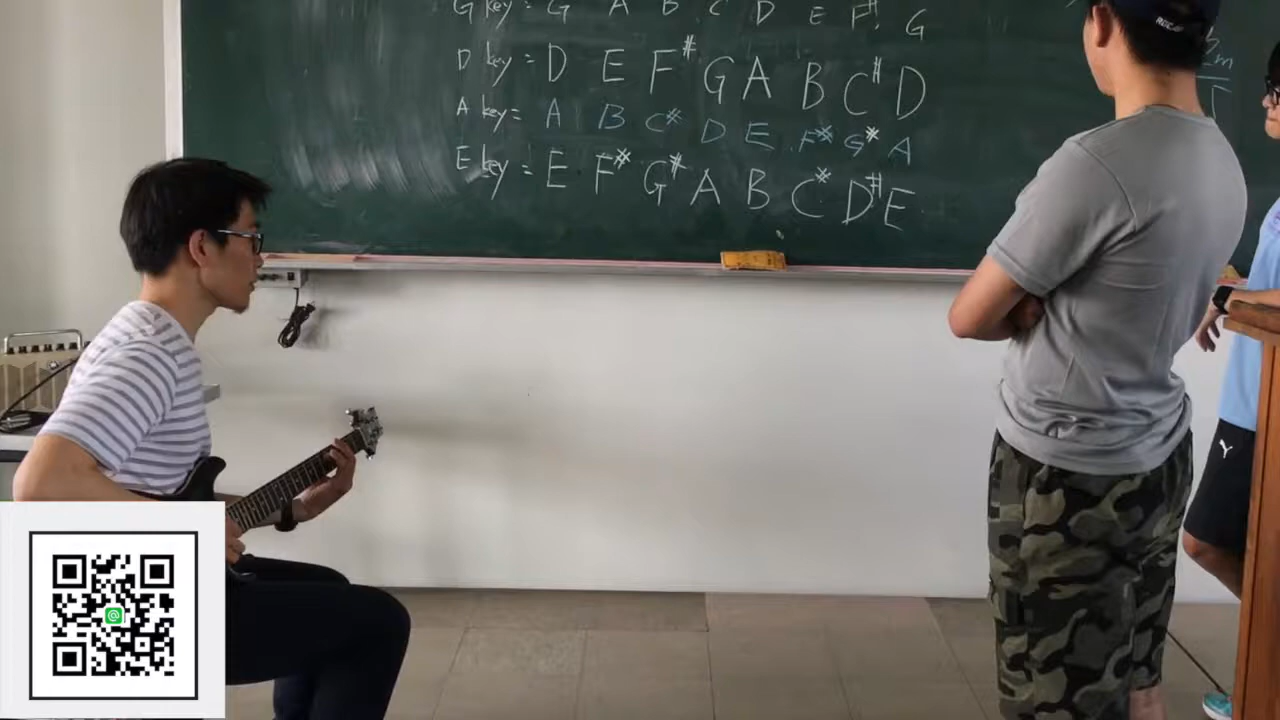 G key = G A B C D E F# G
D key = D E F# G A B C# D
A key = A B C# D E F# G# A
E key = E F# G# A B C# D# E